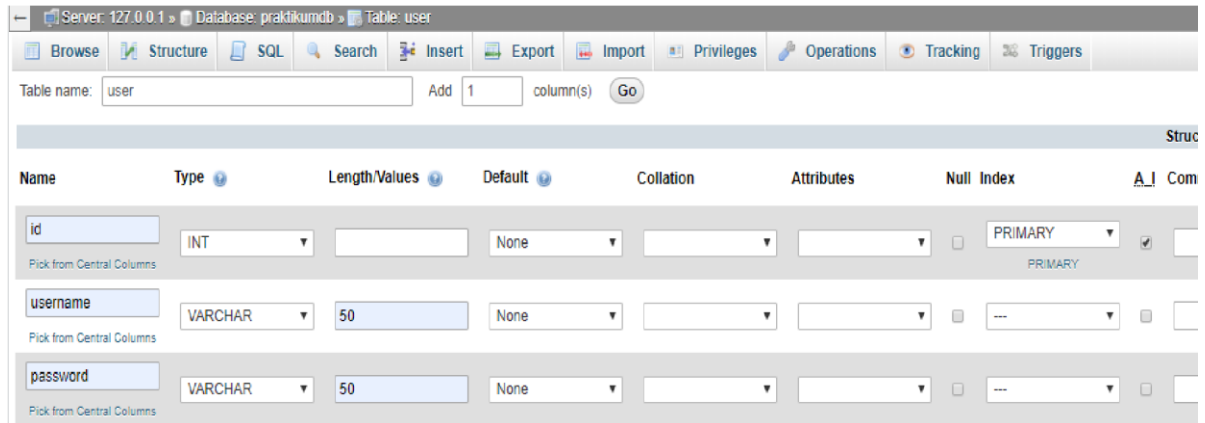 ← Server: 127.0.0.1 » Database: praktikumdb » Table: user
Browse Structure SQL Search Insert Export Import Privileges Operations Tracking Triggers
Table name: user Add 1 column(s) Go
Name Type Length/Values Default Collation Attributes Null Index A_I
id INT None PRIMARY
Pick from Central Columns PRIMARY
username VARCHAR 50 None ---
Pick from Central Columns
password VARCHAR 50 None ---
Pick from Central Columns